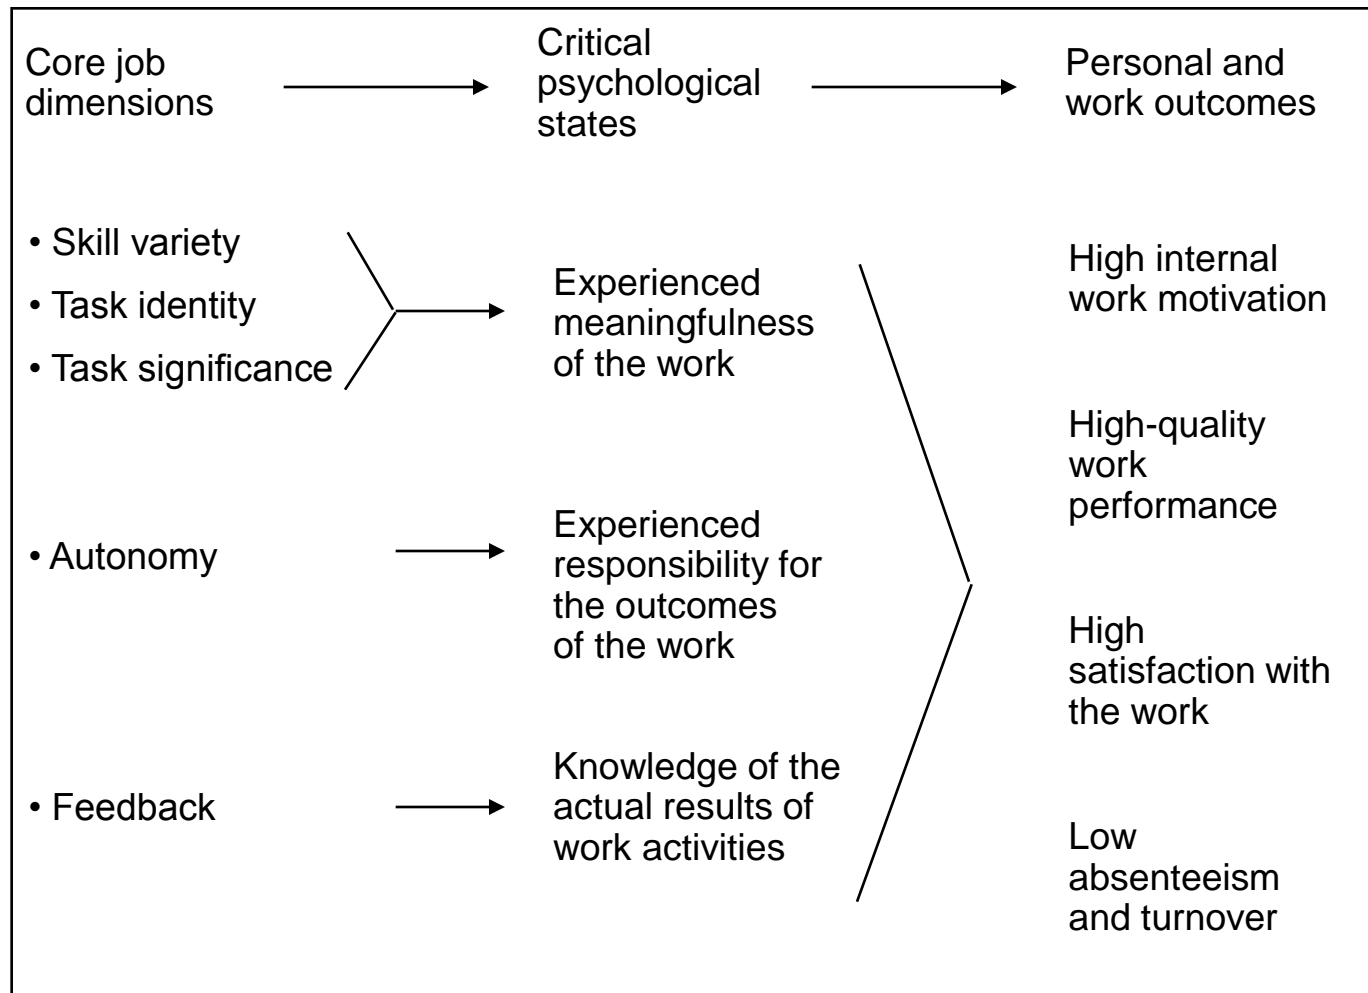 Core job
dimensions
Critical
psychological
states
Personal and
work outcomes
• Skill variety
• Task identity
• Task significance
Experienced
meaningfulness
of the work
High internal
work motivation
High-quality
work
performance
• Autonomy
Experienced
responsibility for
the outcomes
of the work
High
satisfaction with
the work
• Feedback
Knowledge of the
actual results of
work activities
Low
absenteeism
and turnover